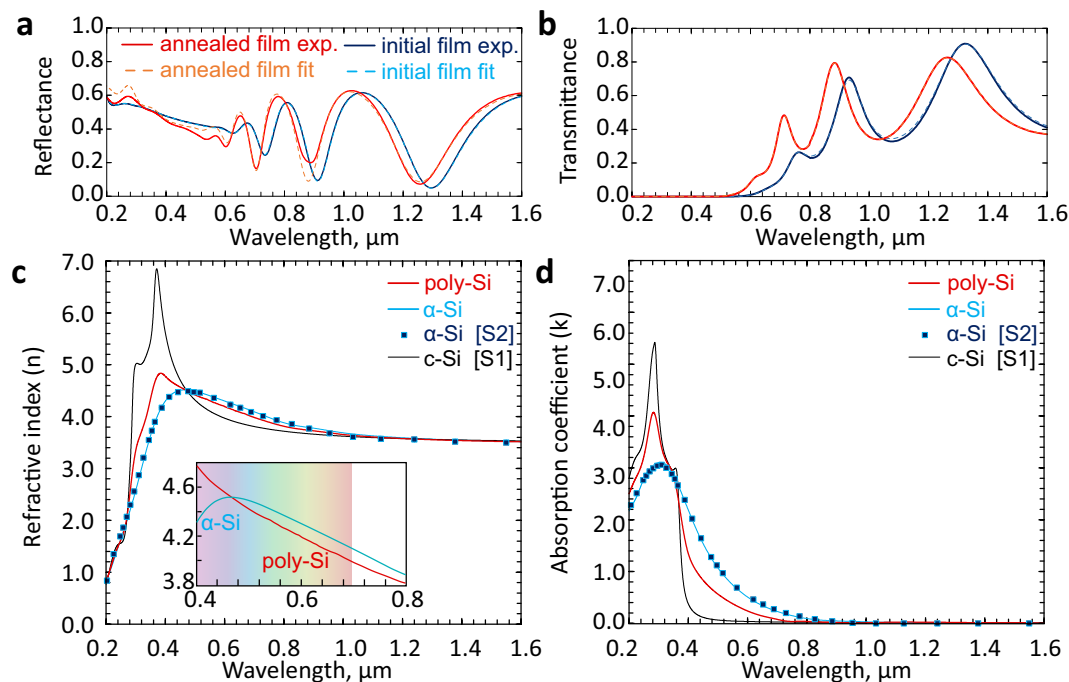 a
1.0
0.8
0.6
0.4
0.2
0.0
Reflectance
annealed film exp.
initial film exp.
annealed film fit
initial film fit
0.2 0.4 0.6 0.8 1.0 1.2 1.4 1.6
Wavelength, μm
b
1.0
0.8
0.6
0.4
0.2
0.0
Transmittance
0.2 0.4 0.6 0.8 1.0 1.2 1.4 1.6
Wavelength, μm
c
7.0
6.0
5.0
4.0
3.0
2.0
1.0
0.0
Refractive index (n)
poly-Si
α-Si
α-Si [S2]
c-Si [S1]
4.6
4.2
3.8
α-Si
poly-Si
0.4 0.6 0.8
0.2 0.4 0.6 0.8 1.0 1.2 1.4 1.6
Wavelength, μm
d
7.0
6.0
5.0
4.0
3.0
2.0
1.0
0.0
Absorption coefficient (k)
poly-Si
α-Si
α-Si [S2]
c-Si [S1]
0.2 0.4 0.6 0.8 1.0 1.2 1.4 1.6
Wavelength, μm